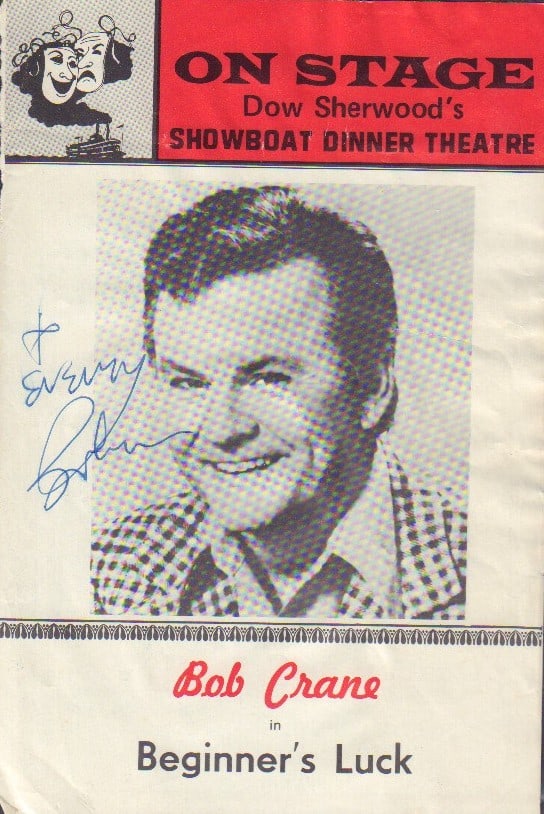 ON STAGE
Dow Sherwood's
SHOWBOAT DINNER THEATRE
Bob Crane
in
Beginner's Luck